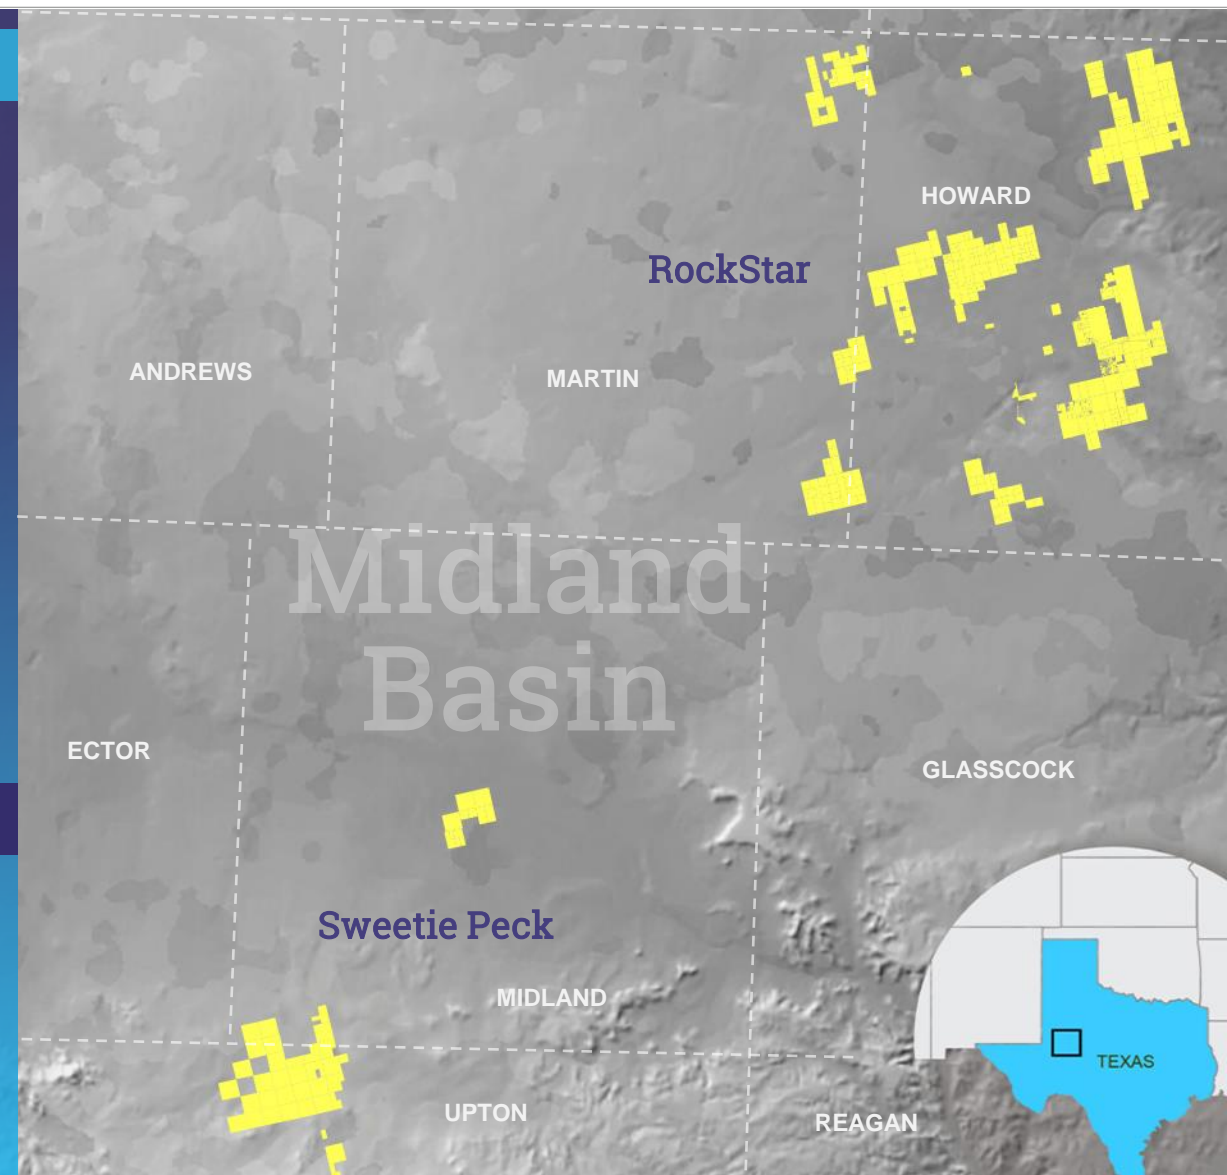 HOWARD
RockStar
ANDREWS
MARTIN
Midland
Basin
ECTOR
GLASSCOCK
Sweetie Peck
MIDLAND
TEXAS
UPTON
REAGAN